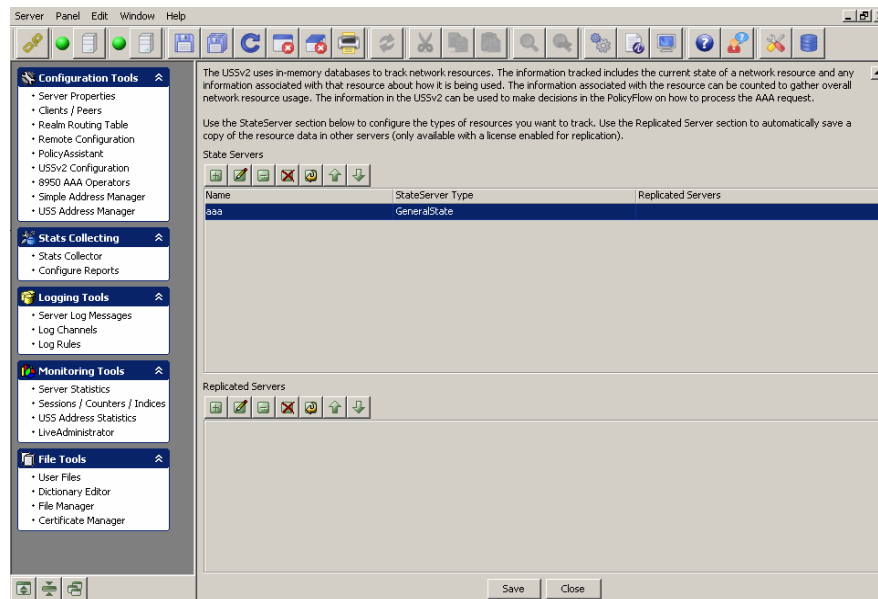 Server Panel Edit Window Help
Configuration Tools
• Server Properties
• Clients / Peers
• Realm Routing Table
• Remote Configuration
• PolicyAssistant
• USSv2 Configuration
• 8950 AAA Operators
• Simple Address Manager
• USS Address Manager
Stats Collecting
• Stats Collector
• Configure Reports
Logging Tools
• Server Log Messages
• Log Channels
• Log Rules
Monitoring Tools
• Server Statistics
• Sessions / Counters / Indices
• USS Address Statistics
• LiveAdministrator
File Tools
• User Files
• Dictionary Editor
• File Manager
• Certificate Manager
The USSv2 uses in-memory databases to track network resources. The information tracked includes the current state of a network resource and any
information associated with that resource about how it is being used. The information associated with the resource can be counted to gather overall
network resource usage. The information in the USSv2 can be used to make decisions in the PolicyFlow on how to process the AAA request.
Use the StateServer section below to configure the types of resources you want to track. Use the Replicated Server section to automatically save a
copy of the resource data in other servers (only available with a license enabled for replication).
State Servers
Name StateServer Type Replicated Servers
aaa GeneralState
Replicated Servers
Save Close